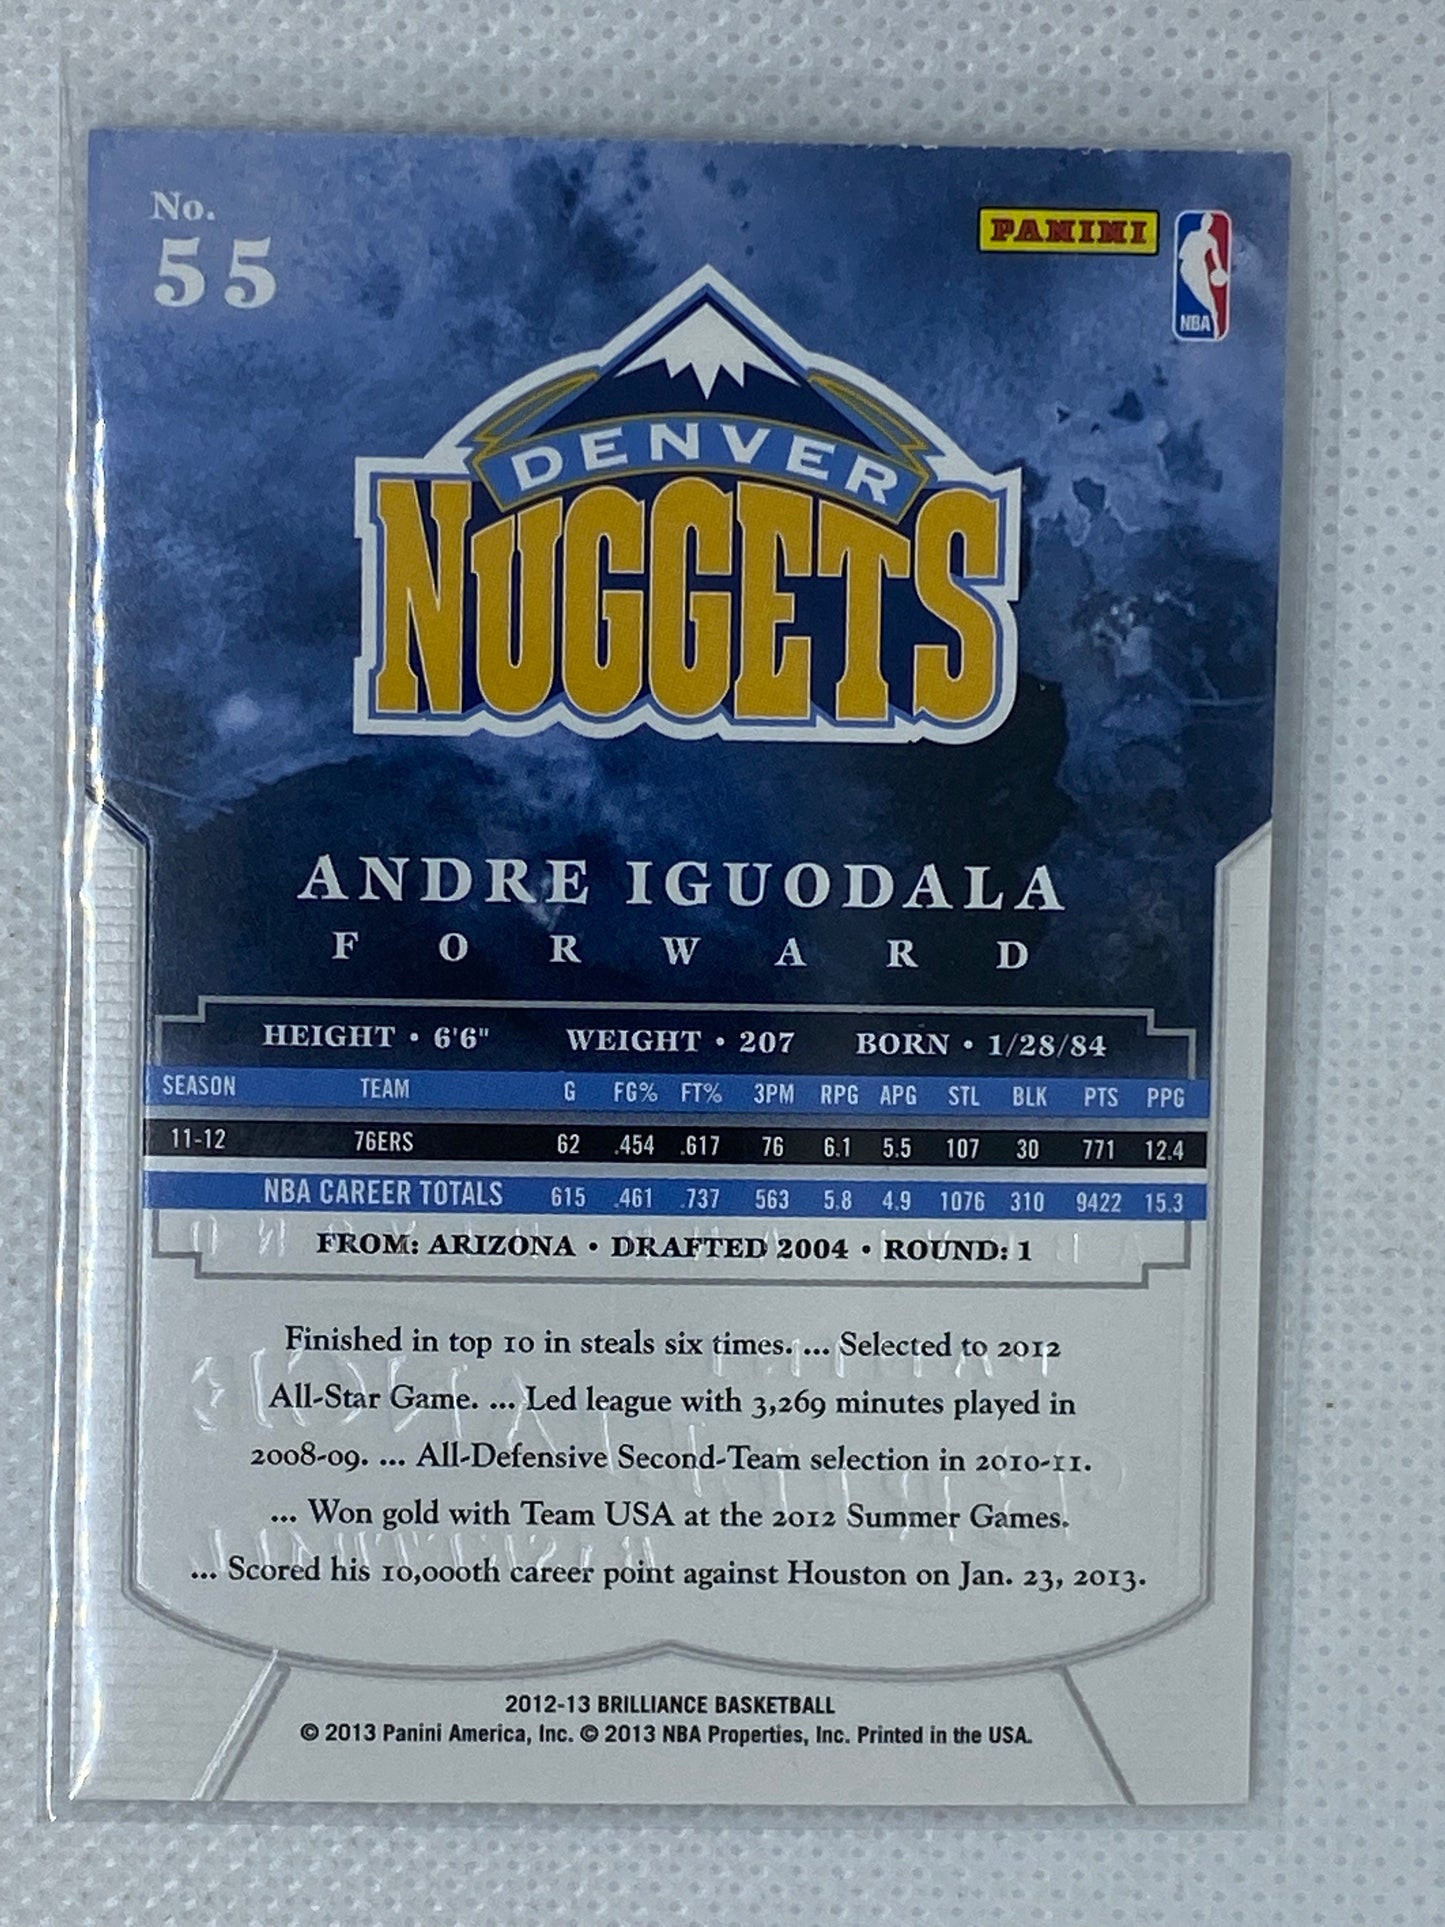 No.
55
PANINI
NBA
DENVER
NUGGETS
ANDRE IGUODALA
FORWARD
HEIGHT • 6'6" WEIGHT • 207 BORN • 1/28/84
SEASON TEAM G FG% FT% 3PM RPG APG STL BLK PTS PPG
11-12 76ERS 62 .454 .617 76 6.1 5.5 107 30 771 12.4
NBA CAREER TOTALS 615 .461 .737 563 5.8 4.9 1076 310 9422 15.3
FROM: ARIZONA • DRAFTED 2004 • ROUND: 1
Finished in top 10 in steals six times. ... Selected to 2012
All-Star Game. ... Led league with 3,269 minutes played in
2008-09. ... All-Defensive Second-Team selection in 2010-11.
... Won gold with Team USA at the 2012 Summer Games.
... Scored his 10,000th career point against Houston on Jan. 23, 2013.
2012-13 BRILLIANCE BASKETBALL
© 2013 Panini America, Inc. © 2013 NBA Properties, Inc. Printed in the USA.